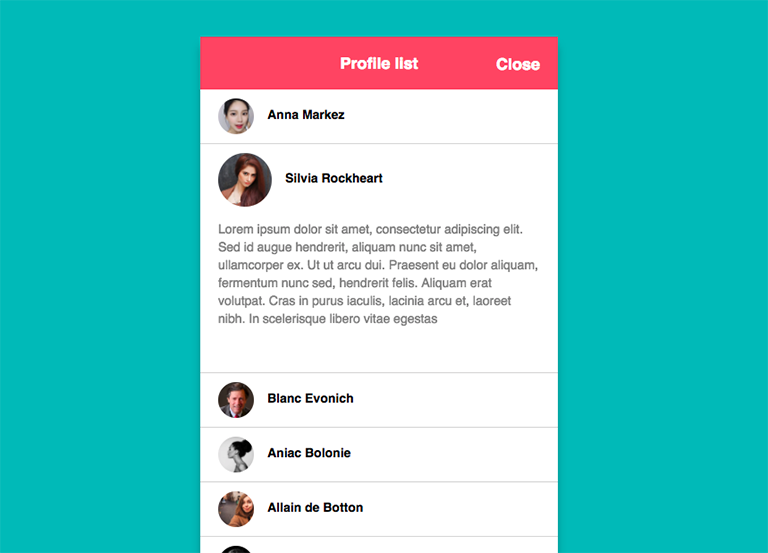 Profile list
Close
Anna Markez
Silvia Rockheart
Lorem ipsum dolor sit amet, consectetur adipiscing elit.
Sed id augue hendrerit, aliquam nunc sit amet,
ullamcorper ex. Ut ut arcu dui. Praesent eu dolor aliquam,
fermentum nunc sed, hendrerit felis. Aliquam erat
volutpat. Cras in purus iaculis, lacinia arcu et, laoreet
nibh. In scelerisque libero vitae egestas
Blanc Evonich
Aniac Bolonie
Allain de Botton